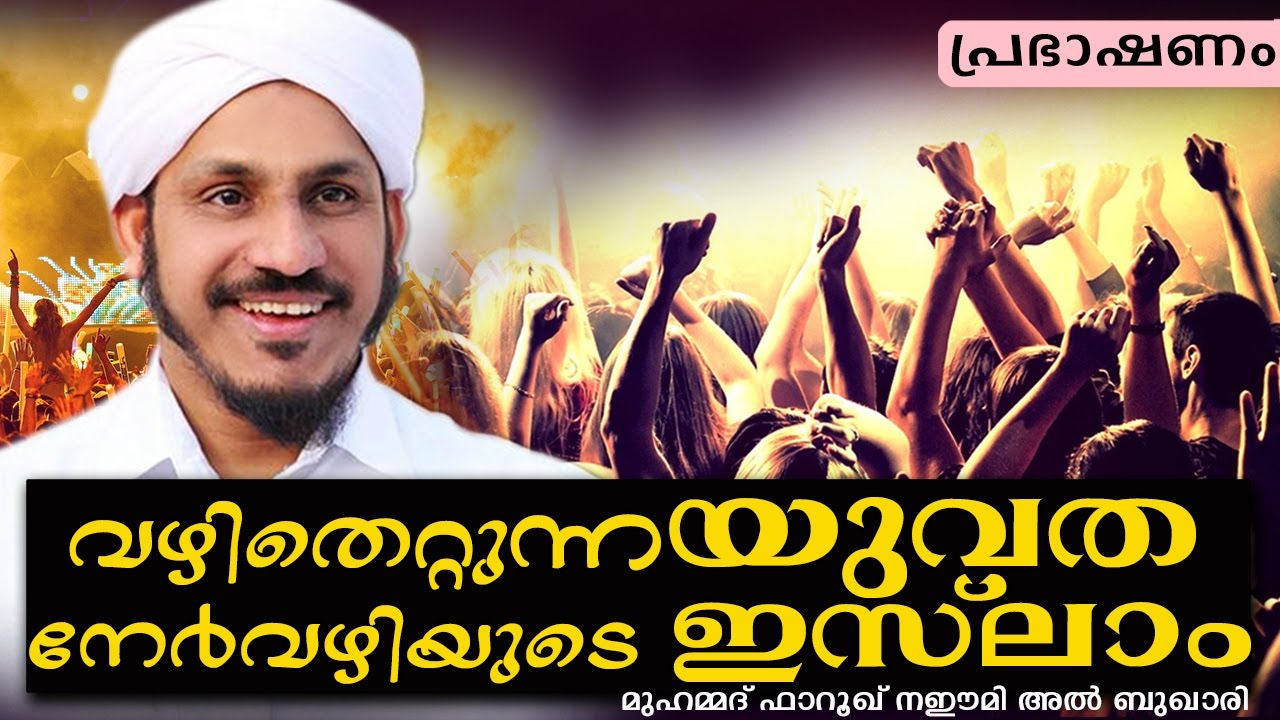 പ്രഭാഷണം
വഴിതെറ്റുന്ന യുവത
നേർവഴിയുടെ ഇസ്‌ലാം
മുഹമ്മദ് ഫാറൂഖ് നഈമി അൽ ബുഖാരി